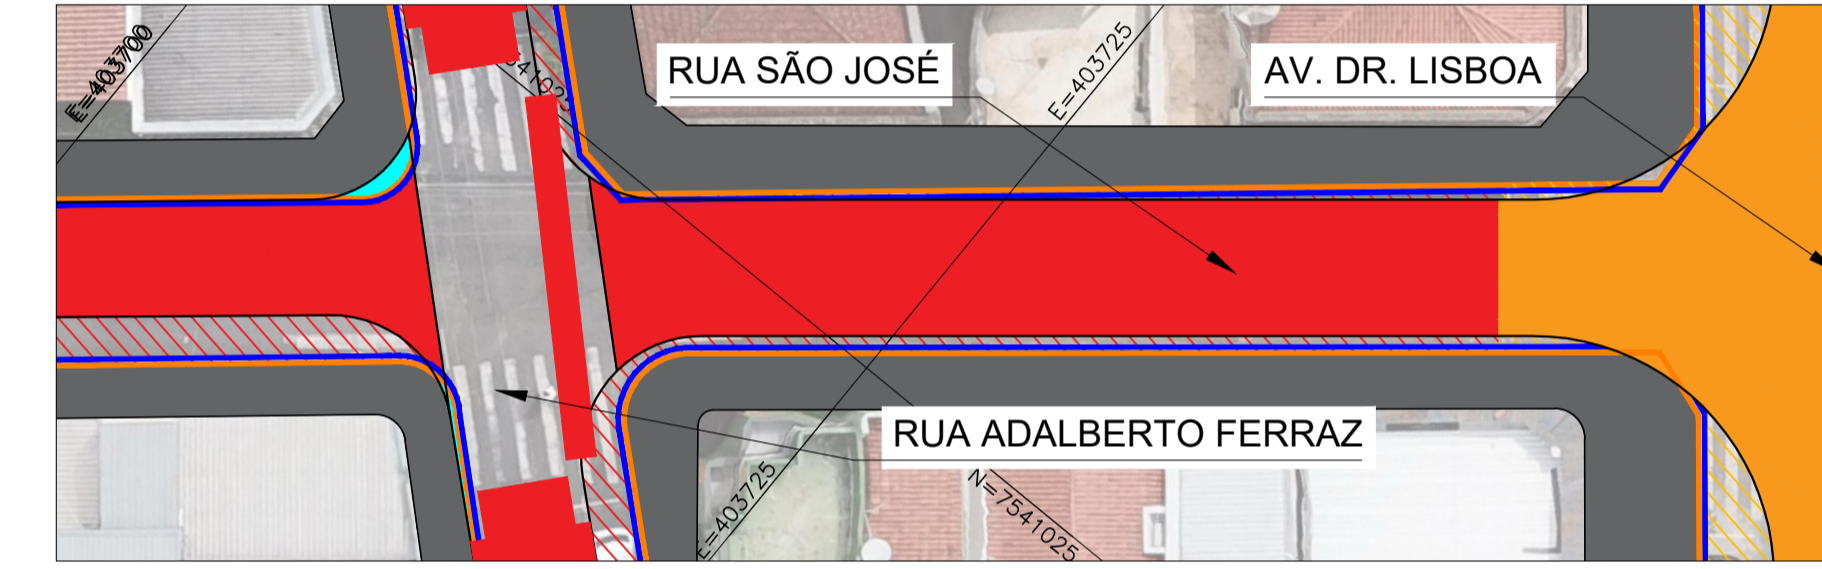 E=403700
RUA SÃO JOSÉ
E=403725
AV. DR. LISBOA
RUA ADALBERTO FERRAZ
E=403725
N=7541025